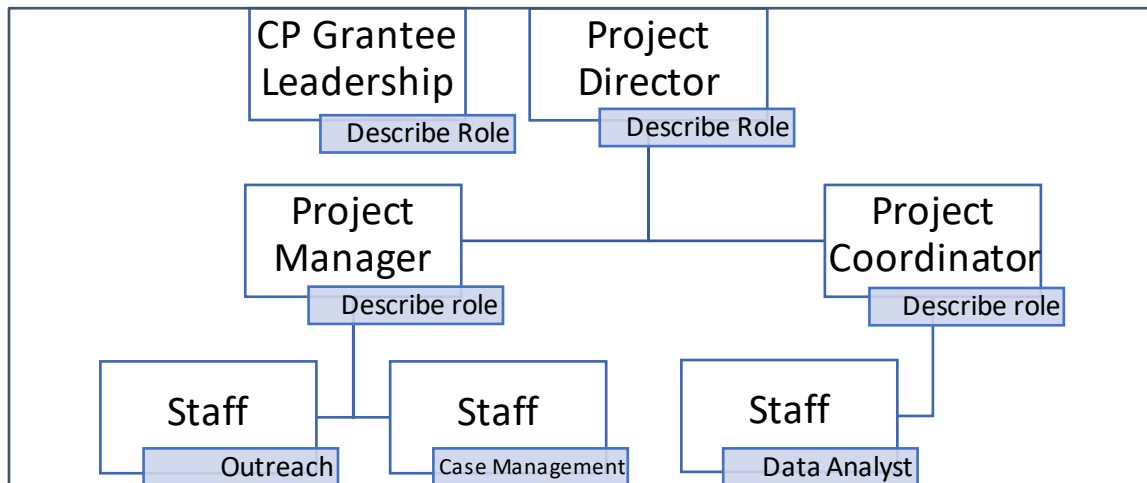 CP Grantee
Leadership
Describe Role
Project
Director
Describe Role
Project
Manager
Describe role
Project
Coordinator
Describe role
Staff
Outreach
Staff
Case Management
Staff
Data Analyst